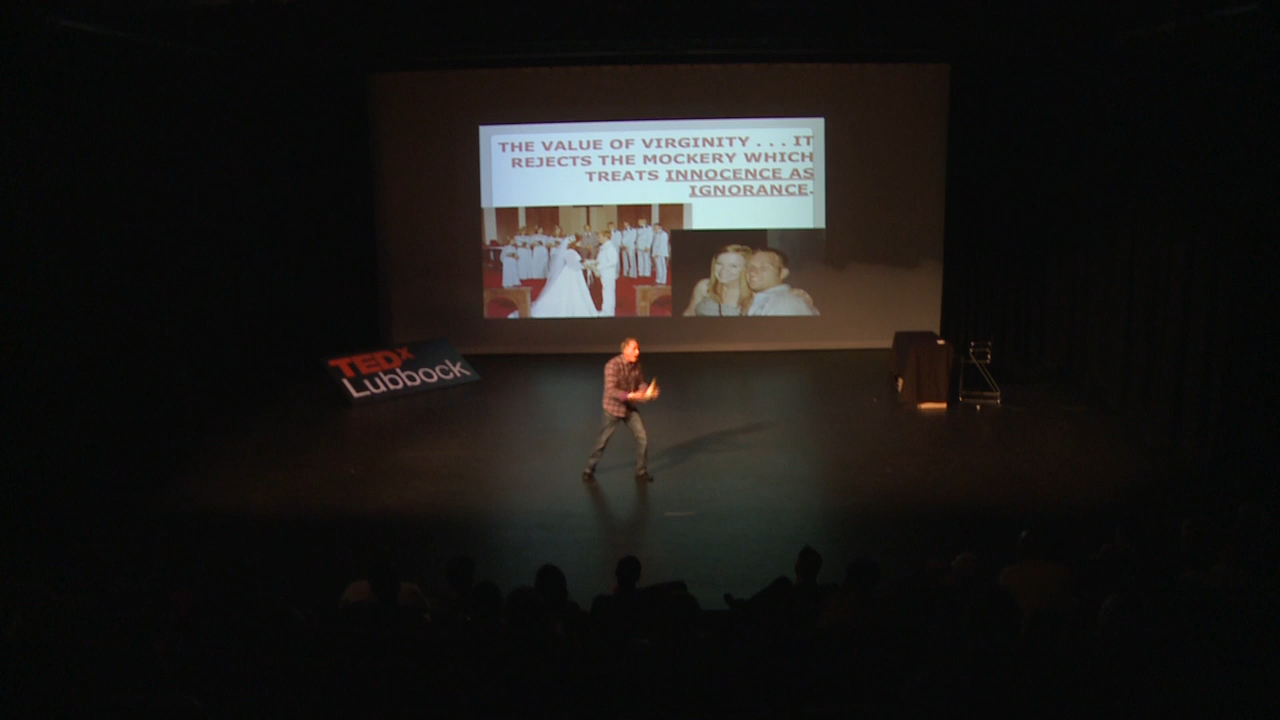 THE VALUE OF VIRGINITY . . . IT
REJECTS THE MOCKERY WHICH
TREATS INNOCENCE AS
IGNORANCE.
TEDx
Lubbock